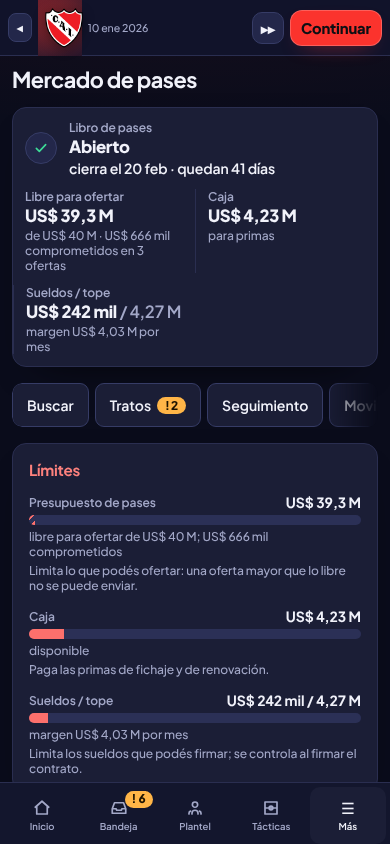 C.A.I.
10 ene 2026
Continuar
Mercado de pases
Libro de pases
Abierto
cierra el 20 feb · quedan 41 días
Libre para ofertar
US$ 39,3 M
de US$ 40 M · US$ 666 mil
comprometidos en 3
ofertas
Caja
US$ 4,23 M
para primas
Sueldos / tope
US$ 242 mil / 4,27 M
margen US$ 4,03 M por
mes
Buscar
Tratos !2
Seguimiento
Movi
Límites
Presupuesto de pases US$ 39,3 M
libre para ofertar de US$ 40 M; US$ 666 mil
comprometidos
Limita lo que podés ofertar: una oferta mayor que lo libre
no se puede enviar.
Caja US$ 4,23 M
disponible
Paga las primas de fichaje y de renovación.
Sueldos / tope US$ 242 mil / 4,27 M
margen US$ 4,03 M por mes
Limita los sueldos que podés firmar; se controla al firmar el
contrato.
! 6
Inicio
Bandeja
Plantel
Tácticas
Más